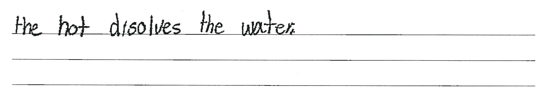 the hot disolves the water.